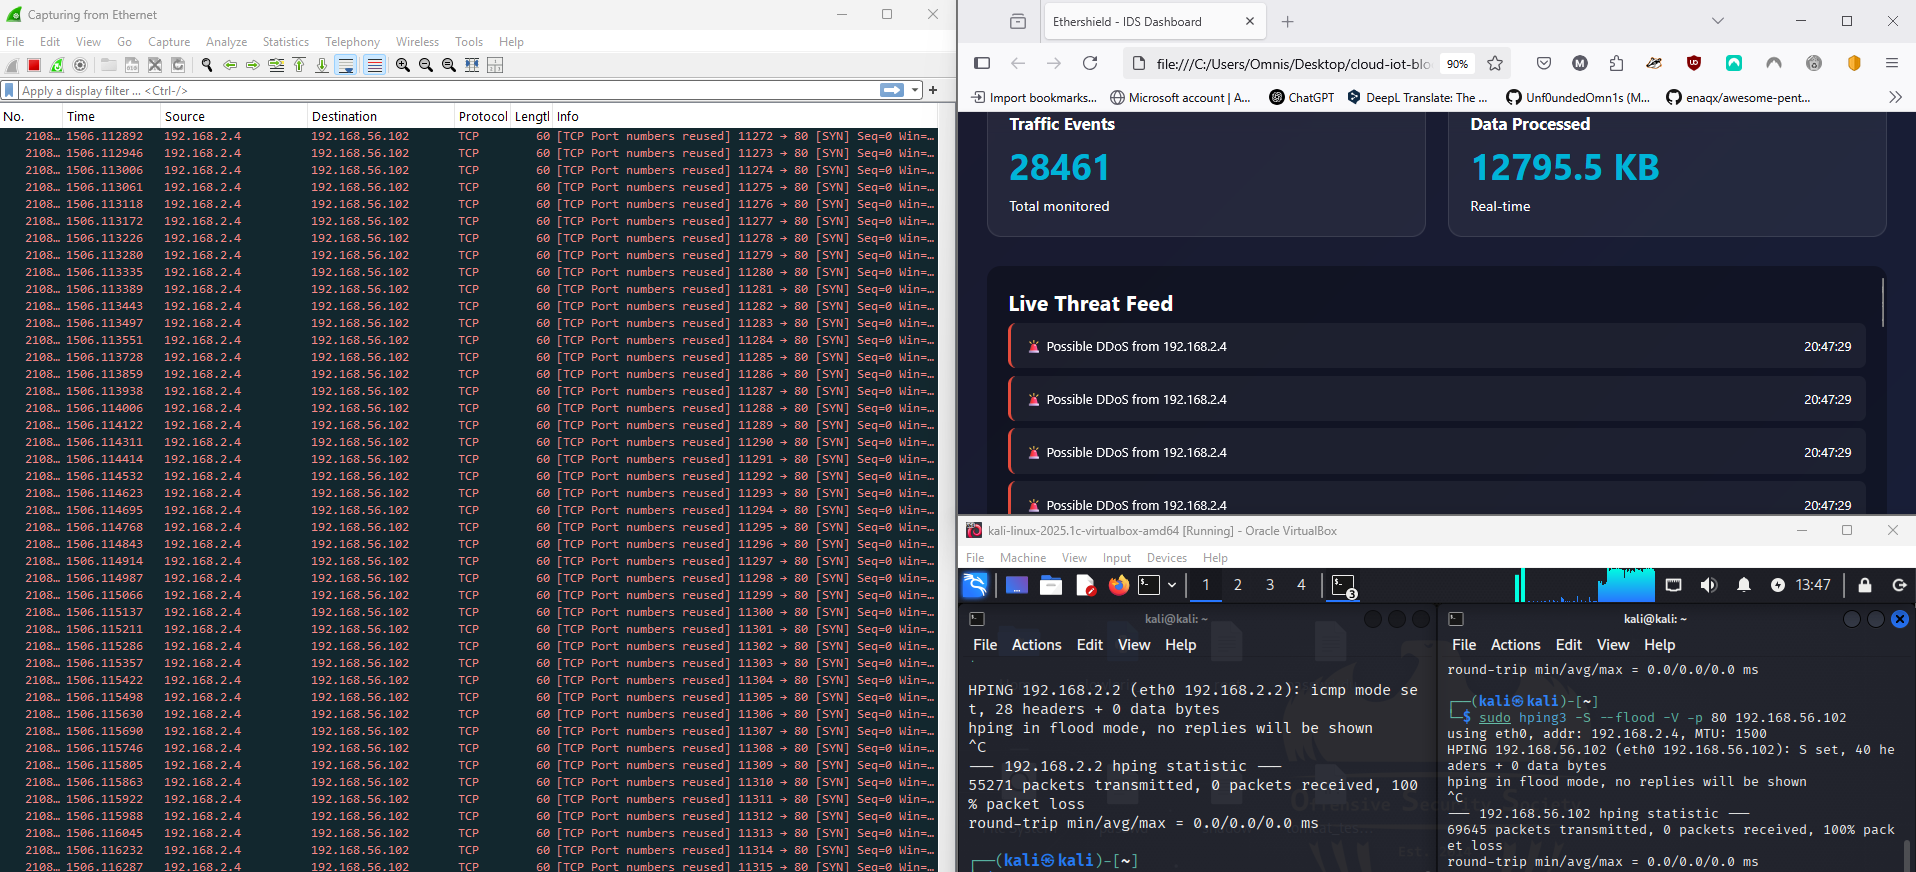 Capturing from Ethernet
File Edit View Go Capture Analyze Statistics Telephony Wireless Tools Help
Apply a display filter ... <Ctrl-/>
No. Time Source Destination Protocol Lengtl Info
2108… 1506.112892 192.168.2.4 192.168.56.102 TCP 60 [TCP Port numbers reused] 11272 → 80 [SYN] Seq=0 Win=…
2108… 1506.112946 192.168.2.4 192.168.56.102 TCP 60 [TCP Port numbers reused] 11273 → 80 [SYN] Seq=0 Win=…
2108… 1506.113006 192.168.2.4 192.168.56.102 TCP 60 [TCP Port numbers reused] 11274 → 80 [SYN] Seq=0 Win=…
2108… 1506.113061 192.168.2.4 192.168.56.102 TCP 60 [TCP Port numbers reused] 11275 → 80 [SYN] Seq=0 Win=…
2108… 1506.113118 192.168.2.4 192.168.56.102 TCP 60 [TCP Port numbers reused] 11276 → 80 [SYN] Seq=0 Win=…
2108… 1506.113172 192.168.2.4 192.168.56.102 TCP 60 [TCP Port numbers reused] 11277 → 80 [SYN] Seq=0 Win=…
2108… 1506.113226 192.168.2.4 192.168.56.102 TCP 60 [TCP Port numbers reused] 11278 → 80 [SYN] Seq=0 Win=…
2108… 1506.113280 192.168.2.4 192.168.56.102 TCP 60 [TCP Port numbers reused] 11279 → 80 [SYN] Seq=0 Win=…
2108… 1506.113335 192.168.2.4 192.168.56.102 TCP 60 [TCP Port numbers reused] 11280 → 80 [SYN] Seq=0 Win=…
2108… 1506.113389 192.168.2.4 192.168.56.102 TCP 60 [TCP Port numbers reused] 11281 → 80 [SYN] Seq=0 Win=…
2108… 1506.113443 192.168.2.4 192.168.56.102 TCP 60 [TCP Port numbers reused] 11282 → 80 [SYN] Seq=0 Win=…
2108… 1506.113497 192.168.2.4 192.168.56.102 TCP 60 [TCP Port numbers reused] 11283 → 80 [SYN] Seq=0 Win=…
2108… 1506.113551 192.168.2.4 192.168.56.102 TCP 60 [TCP Port numbers reused] 11284 → 80 [SYN] Seq=0 Win=…
2108… 1506.113728 192.168.2.4 192.168.56.102 TCP 60 [TCP Port numbers reused] 11285 → 80 [SYN] Seq=0 Win=…
2108… 1506.113859 192.168.2.4 192.168.56.102 TCP 60 [TCP Port numbers reused] 11286 → 80 [SYN] Seq=0 Win=…
2108… 1506.113938 192.168.2.4 192.168.56.102 TCP 60 [TCP Port numbers reused] 11287 → 80 [SYN] Seq=0 Win=…
2108… 1506.114006 192.168.2.4 192.168.56.102 TCP 60 [TCP Port numbers reused] 11288 → 80 [SYN] Seq=0 Win=…
2108… 1506.114122 192.168.2.4 192.168.56.102 TCP 60 [TCP Port numbers reused] 11289 → 80 [SYN] Seq=0 Win=…
2108… 1506.114311 192.168.2.4 192.168.56.102 TCP 60 [TCP Port numbers reused] 11290 → 80 [SYN] Seq=0 Win=…
2108… 1506.114414 192.168.2.4 192.168.56.102 TCP 60 [TCP Port numbers reused] 11291 → 80 [SYN] Seq=0 Win=…
2108… 1506.114532 192.168.2.4 192.168.56.102 TCP 60 [TCP Port numbers reused] 11292 → 80 [SYN] Seq=0 Win=…
2108… 1506.114623 192.168.2.4 192.168.56.102 TCP 60 [TCP Port numbers reused] 11293 → 80 [SYN] Seq=0 Win=…
2108… 1506.114695 192.168.2.4 192.168.56.102 TCP 60 [TCP Port numbers reused] 11294 → 80 [SYN] Seq=0 Win=…
2108… 1506.114768 192.168.2.4 192.168.56.102 TCP 60 [TCP Port numbers reused] 11295 → 80 [SYN] Seq=0 Win=…
2108… 1506.114843 192.168.2.4 192.168.56.102 TCP 60 [TCP Port numbers reused] 11296 → 80 [SYN] Seq=0 Win=…
2108… 1506.114914 192.168.2.4 192.168.56.102 TCP 60 [TCP Port numbers reused] 11297 → 80 [SYN] Seq=0 Win=…
2108… 1506.114987 192.168.2.4 192.168.56.102 TCP 60 [TCP Port numbers reused] 11298 → 80 [SYN] Seq=0 Win=…
2108… 1506.115066 192.168.2.4 192.168.56.102 TCP 60 [TCP Port numbers reused] 11299 → 80 [SYN] Seq=0 Win=…
2108… 1506.115137 192.168.2.4 192.168.56.102 TCP 60 [TCP Port numbers reused] 11300 → 80 [SYN] Seq=0 Win=…
2108… 1506.115211 192.168.2.4 192.168.56.102 TCP 60 [TCP Port numbers reused] 11301 → 80 [SYN] Seq=0 Win=…
2108… 1506.115286 192.168.2.4 192.168.56.102 TCP 60 [TCP Port numbers reused] 11302 → 80 [SYN] Seq=0 Win=…
2108… 1506.115357 192.168.2.4 192.168.56.102 TCP 60 [TCP Port numbers reused] 11303 → 80 [SYN] Seq=0 Win=…
2108… 1506.115422 192.168.2.4 192.168.56.102 TCP 60 [TCP Port numbers reused] 11304 → 80 [SYN] Seq=0 Win=…
2108… 1506.115498 192.168.2.4 192.168.56.102 TCP 60 [TCP Port numbers reused] 11305 → 80 [SYN] Seq=0 Win=…
2108… 1506.115630 192.168.2.4 192.168.56.102 TCP 60 [TCP Port numbers reused] 11306 → 80 [SYN] Seq=0 Win=…
2108… 1506.115690 192.168.2.4 192.168.56.102 TCP 60 [TCP Port numbers reused] 11307 → 80 [SYN] Seq=0 Win=…
2108… 1506.115746 192.168.2.4 192.168.56.102 TCP 60 [TCP Port numbers reused] 11308 → 80 [SYN] Seq=0 Win=…
2108… 1506.115805 192.168.2.4 192.168.56.102 TCP 60 [TCP Port numbers reused] 11309 → 80 [SYN] Seq=0 Win=…
2108… 1506.115863 192.168.2.4 192.168.56.102 TCP 60 [TCP Port numbers reused] 11310 → 80 [SYN] Seq=0 Win=…
2108… 1506.115922 192.168.2.4 192.168.56.102 TCP 60 [TCP Port numbers reused] 11311 → 80 [SYN] Seq=0 Win=…
2108… 1506.115988 192.168.2.4 192.168.56.102 TCP 60 [TCP Port numbers reused] 11312 → 80 [SYN] Seq=0 Win=…
2108… 1506.116045 192.168.2.4 192.168.56.102 TCP 60 [TCP Port numbers reused] 11313 → 80 [SYN] Seq=0 Win=…
2108… 1506.116232 192.168.2.4 192.168.56.102 TCP 60 [TCP Port numbers reused] 11314 → 80 [SYN] Seq=0 Win=…
2108… 1506.116287 192.168.2.4 192.168.56.102 TCP 60 [TCP Port numbers reused] 11315 → 80 [SYN] Seq=0 Win=…
Ethershield - IDS Dashboard
file:///C:/Users/Omnis/Desktop/cloud-iot-blo 90%
Import bookmarks... Microsoft account | A... ChatGPT DeepL Translate: The ... Unf0undedOmn1s (M... enaqx/awesome-pent...
Traffic Events
28461
Total monitored
Data Processed
12795.5 KB
Real-time
Live Threat Feed
Possible DDoS from 192.168.2.4 20:47:29
Possible DDoS from 192.168.2.4 20:47:29
Possible DDoS from 192.168.2.4 20:47:29
Possible DDoS from 192.168.2.4 20:47:29
kali-linux-2025.1c-virtualbox-amd64 [Running] - Oracle VirtualBox
File Machine View Input Devices Help
1 2 3 4 3 13:47
kali@kali: ~
File Actions Edit View Help
HPING 192.168.2.2 (eth0 192.168.2.2): icmp mode se
t, 28 headers + 0 data bytes
hping in flood mode, no replies will be shown
^C
--- 192.168.2.2 hping statistic ---
55271 packets transmitted, 0 packets received, 100
% packet loss
round-trip min/avg/max = 0.0/0.0/0.0 ms
┌──(kali㉿kali)-[~]
kali@kali: ~
File Actions Edit View Help
round-trip min/avg/max = 0.0/0.0/0.0 ms
┌──(kali㉿kali)-[~]
└─$ sudo hping3 -S --flood -V -p 80 192.168.56.102
using eth0, addr: 192.168.2.4, MTU: 1500
HPING 192.168.56.102 (eth0 192.168.56.102): S set, 40 he
aders + 0 data bytes
hping in flood mode, no replies will be shown
^C
--- 192.168.56.102 hping statistic ---
69645 packets transmitted, 0 packets received, 100% pack
et loss
round-trip min/avg/max = 0.0/0.0/0.0 ms